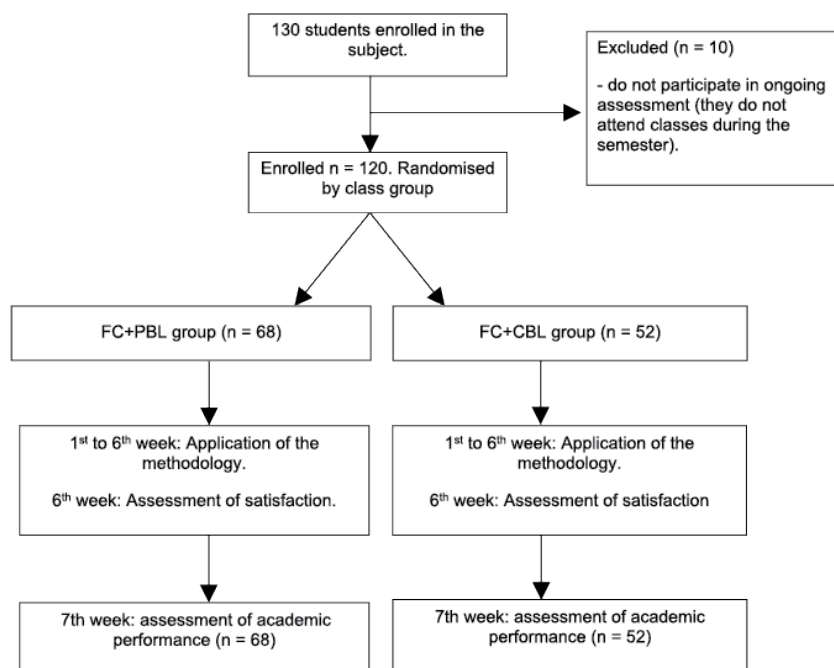 130 students enrolled in the
subject.
Excluded (n = 10)
- do not participate in ongoing
assessment (they do not
attend classes during the
semester).
Enrolled n = 120. Randomised
by class group
FC+PBL group (n = 68)
FC+CBL group (n = 52)
1st to 6th week: Application of the
methodology.
6th week: Assessment of satisfaction.
1st to 6th week: Application of the
methodology.
6th week: Assessment of satisfaction
7th week: assessment of academic
performance (n = 68)
7th week: assessment of academic
performance (n = 52)